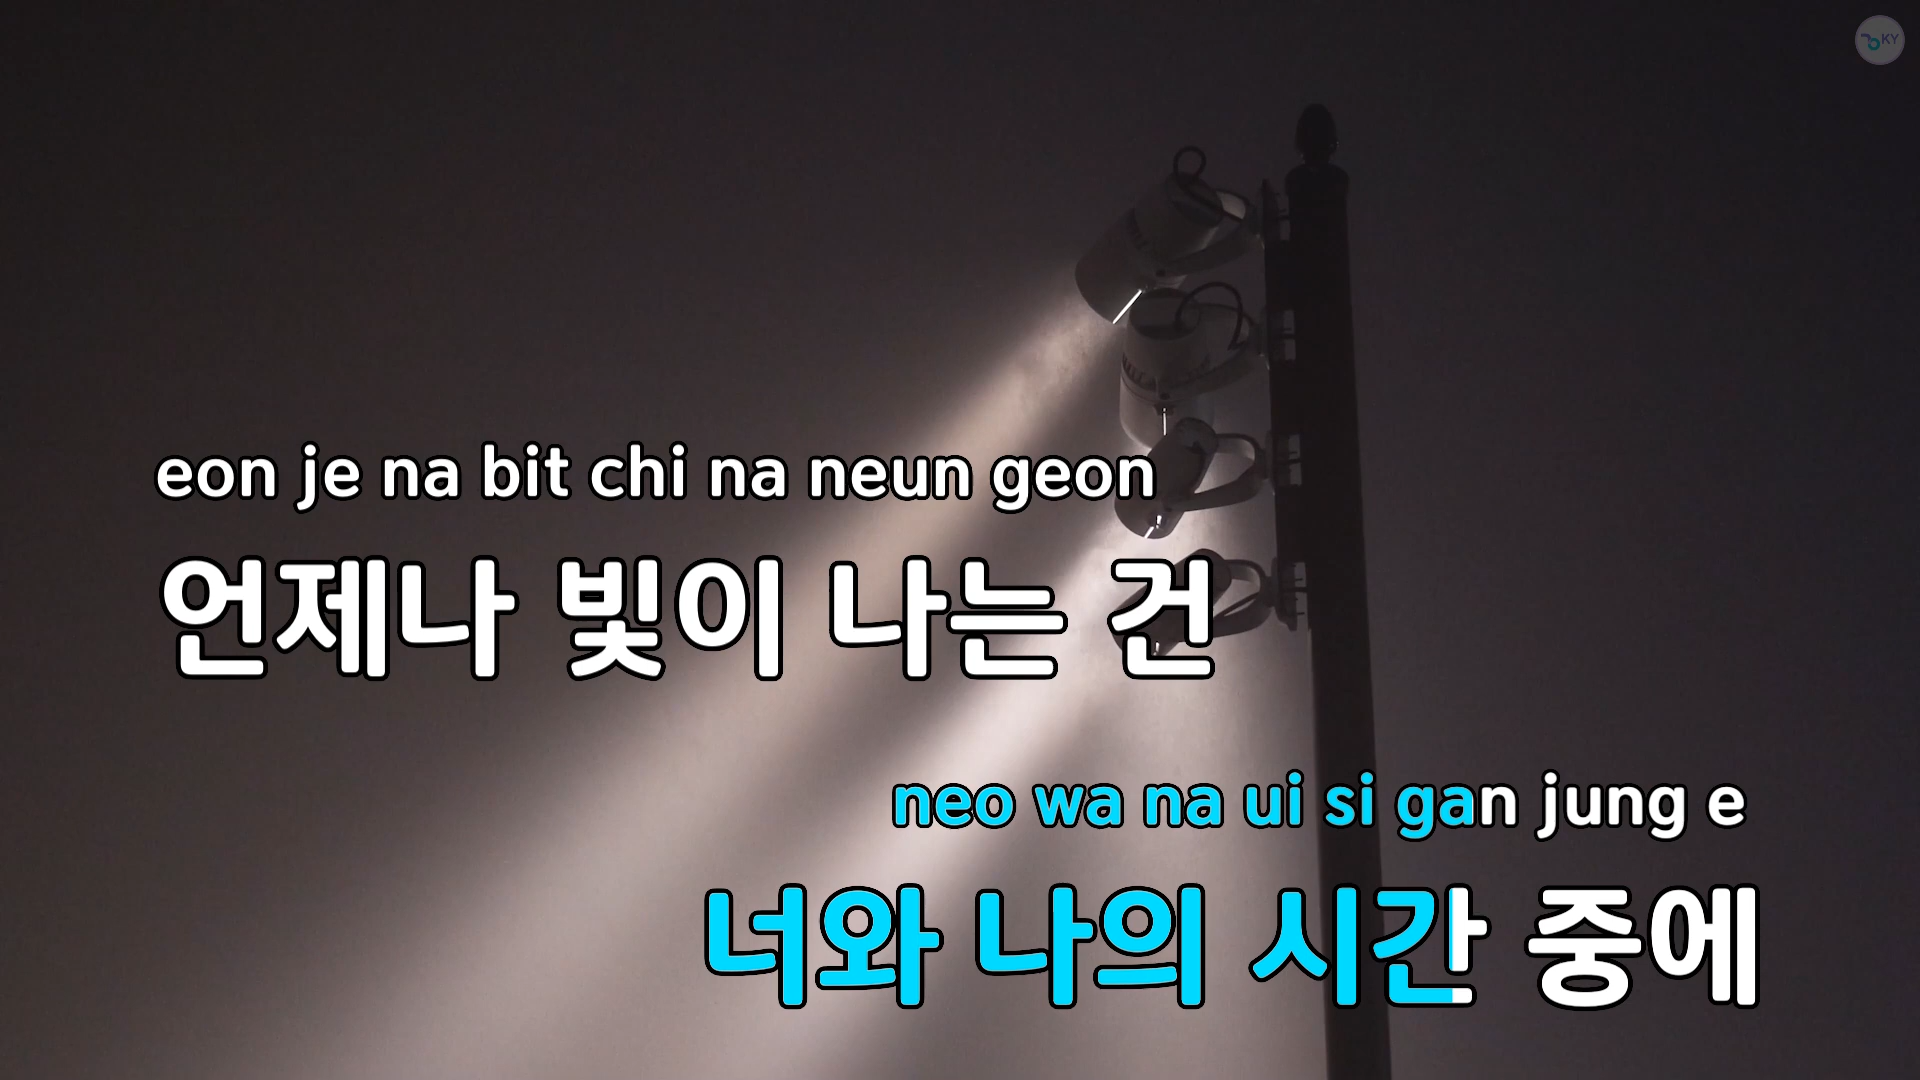 KY
eon je na bit chi na neun geon
언제나 빛이 나는 건
neo wa na ui si gan jung e
너와 나의 시간 중에